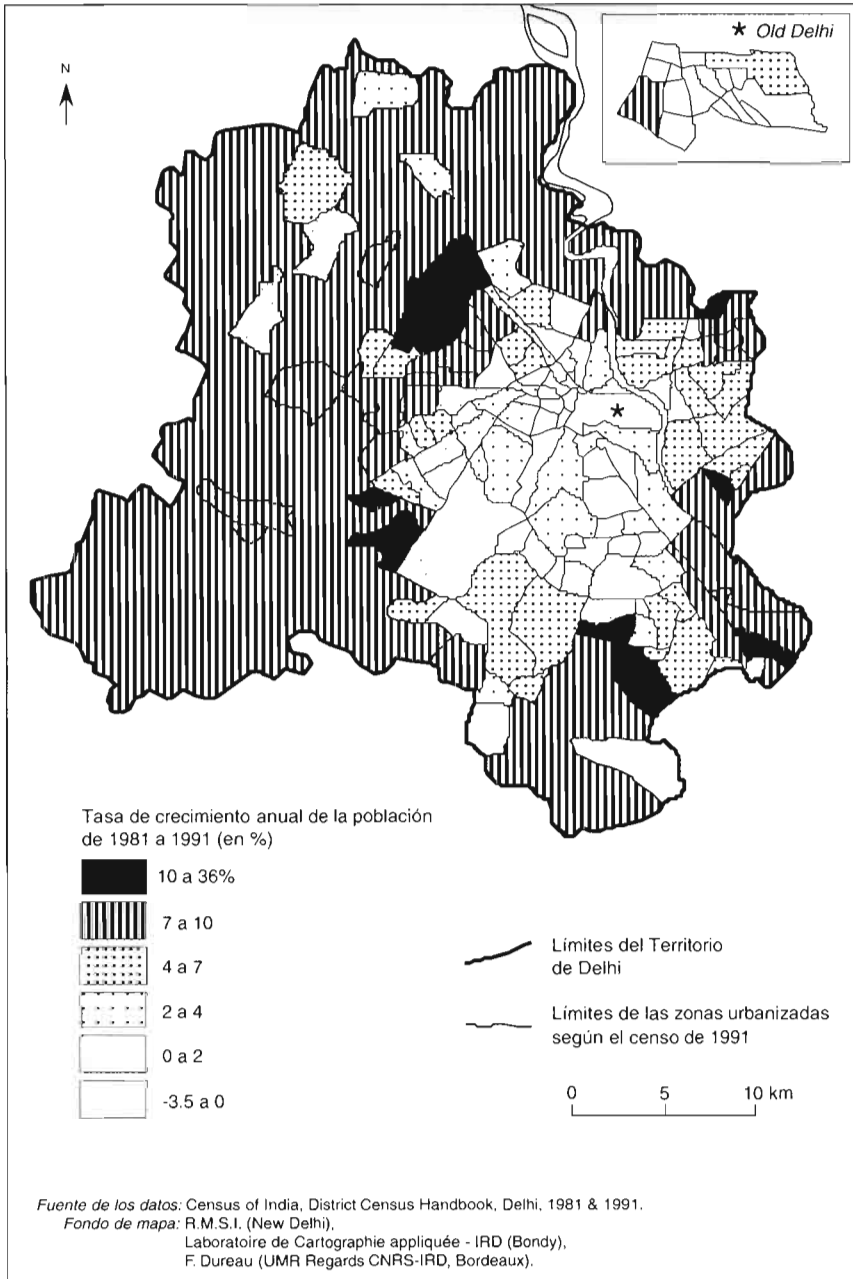 * Old Delhi
N
*
Tasa de crecimiento anual de la población
de 1981 a 1991 (en %)
10 a 36%
7 a 10
4 a 7
2 a 4
0 a 2
-3.5 a 0
Límites del Territorio
de Delhi
Límites de las zonas urbanizadas
según el censo de 1991
0 5 10 km
Fuente de los datos: Census of India, District Census Handbook, Delhi, 1981 & 1991.
Fondo de mapa: R.M.S.I. (New Delhi),
Laboratoire de Cartographie appliquée - IRD (Bondy),
F. Dureau (UMR Regards CNRS-IRD, Bordeaux).